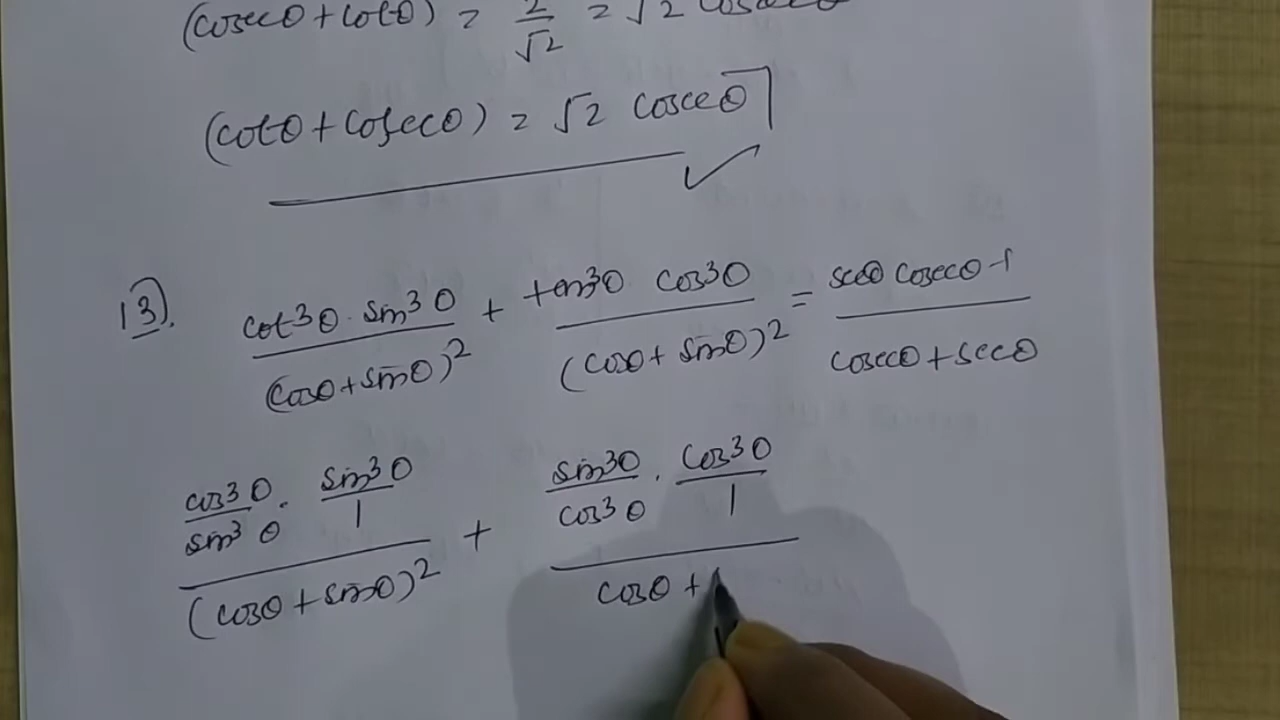 (cosecθ + cotθ) = 2/√2 = √2 cosecθ
(cotθ + cosecθ) = √2 cosecθ
13). cot³θ · sin³θ / (cosθ + sinθ)² + tan³θ cos³θ / (cosθ + sinθ)² = secθ cosecθ - 1 / cosecθ + secθ
cos³θ/sin³θ · sin³θ/1 / (cosθ + sinθ)² + sin³θ/cos³θ · cos³θ/1 / cosθ +